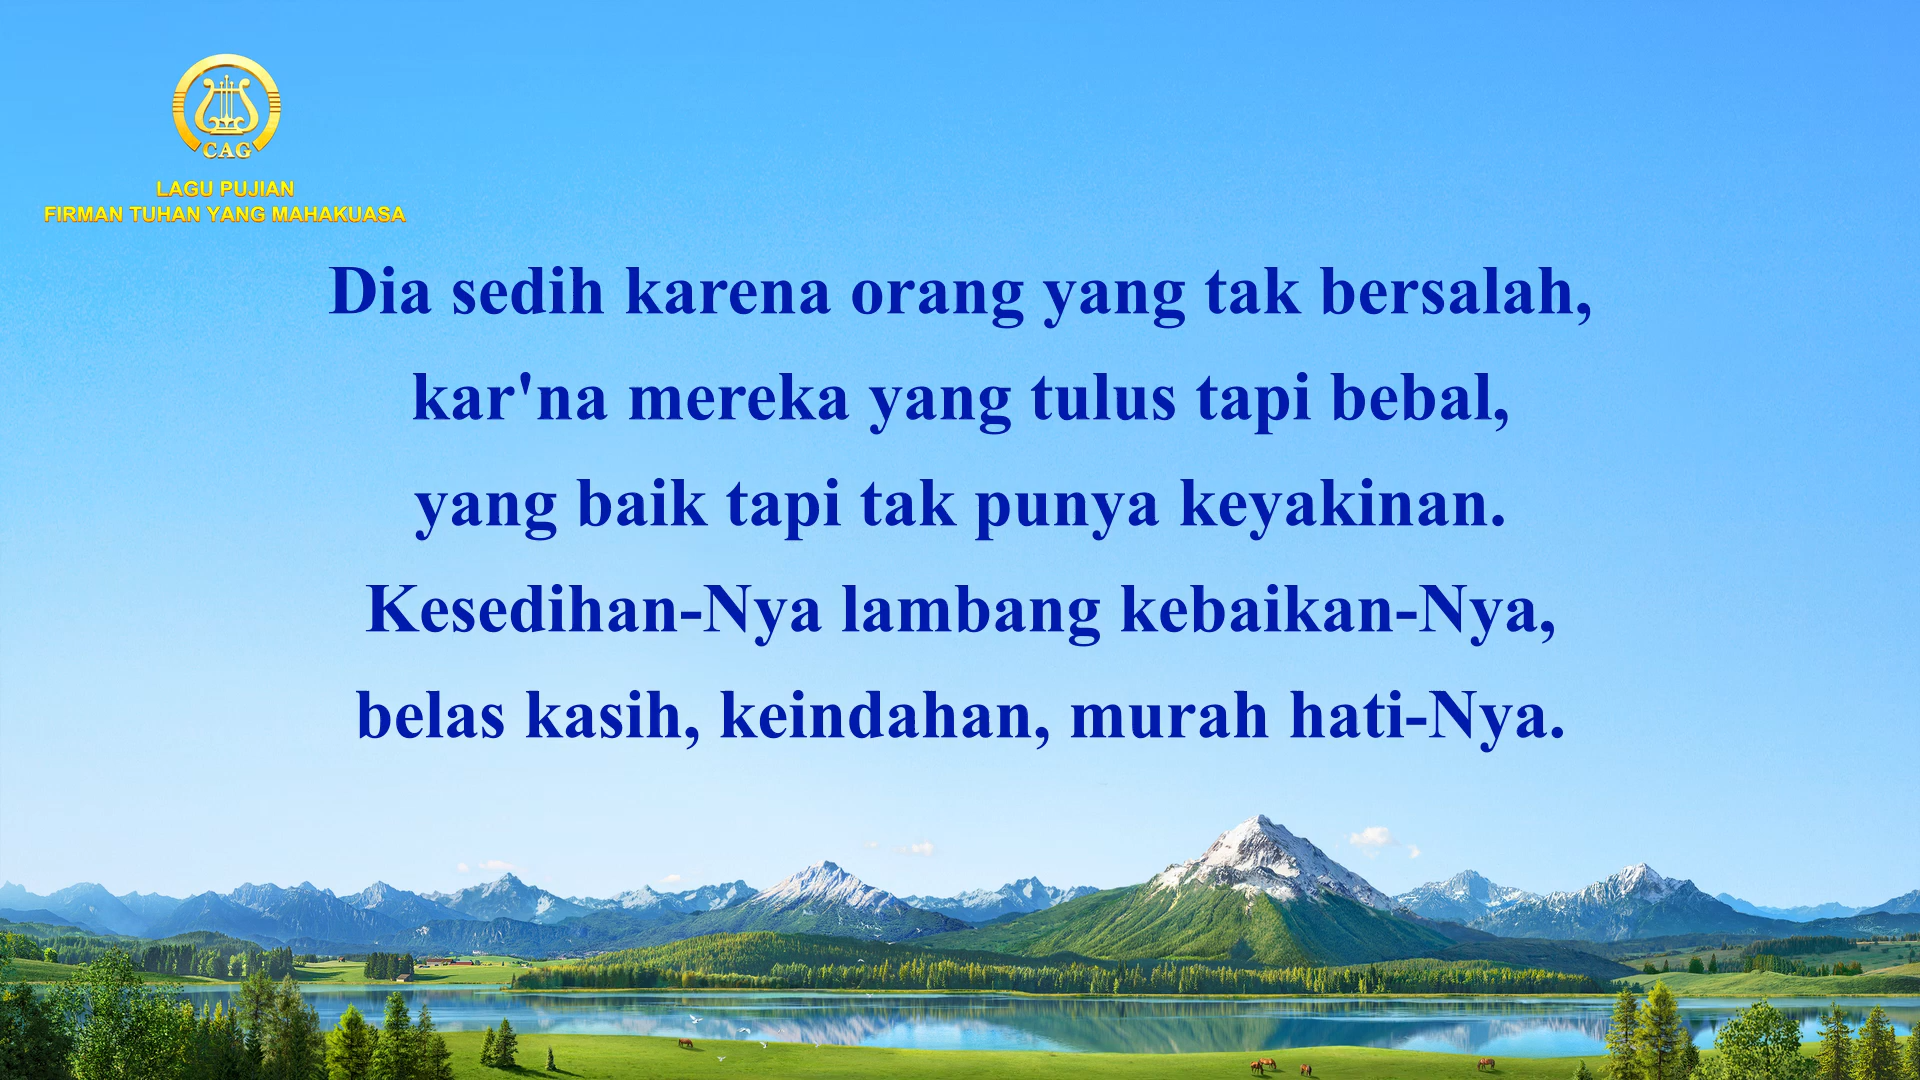 CAG
LAGU PUJIAN
FIRMAN TUHAN YANG MAHAKUASA
Dia sedih karena orang yang tak bersalah,
kar'na mereka yang tulus tapi bebal,
yang baik tapi tak punya keyakinan.
Kesedihan-Nya lambang kebaikan-Nya,
belas kasih, keindahan, murah hati-Nya.